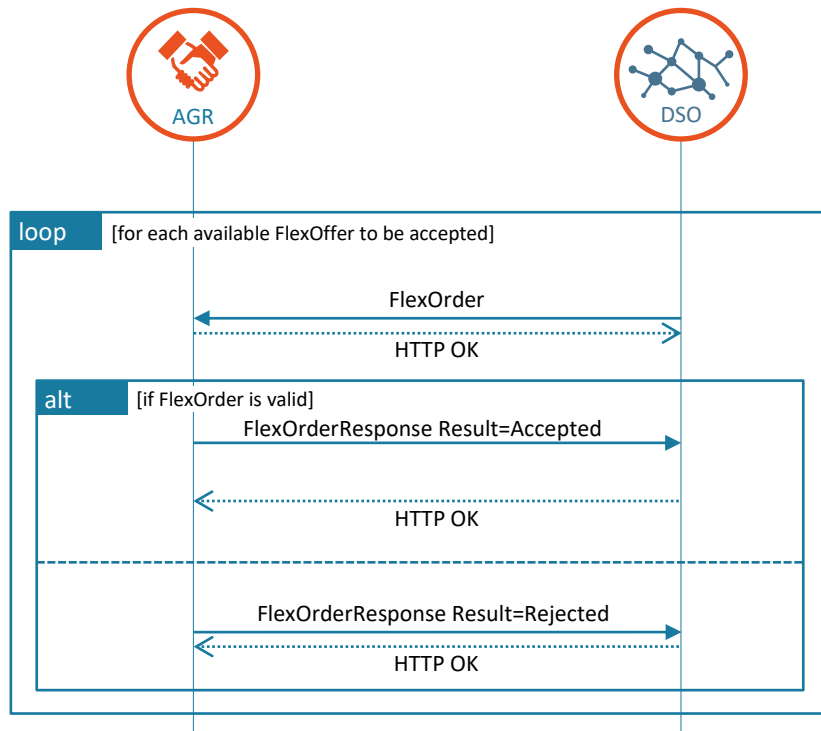 AGR
DSO
loop
[for each available FlexOffer to be accepted]
FlexOrder
HTTP OK
alt
[if FlexOrder is valid]
FlexOrderResponse Result=Accepted
HTTP OK
FlexOrderResponse Result=Rejected
HTTP OK